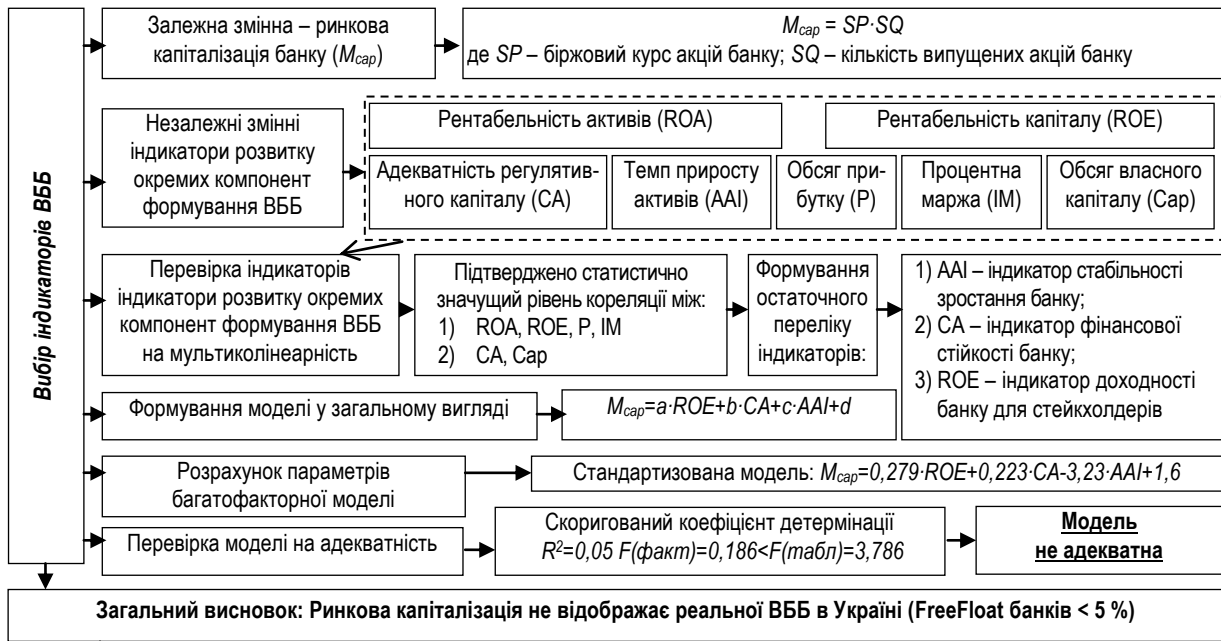 Вибір індикаторів ВББ
Залежна змінна – ринкова
капіталізація банку (Mcap)
Mcap = SP·SQ
де SP – біржовий курс акцій банку; SQ – кількість випущених акцій банку
Незалежні змінні
індикатори розвитку
окремих компонент
формування ВББ
Рентабельність активів (ROA)
Рентабельність капіталу (ROE)
Адекватність регулятив-
ного капіталу (CA)
Темп приросту
активів (AAI)
Обсяг при-
бутку (P)
Процентна
маржа (IM)
Обсяг власного
капіталу (Cap)
Перевірка індикаторів
індикатори розвитку окремих
компонент формування ВББ
на мультиколінеарність
Підтверджено статистично
значущий рівень кореляції між:
1) ROA, ROE, P, IM
2) CA, Cap
Формування
остаточного
переліку
індикаторів:
1) AAI – індикатор стабільності
зростання банку;
2) CA – індикатор фінансової
стійкості банку;
3) ROE – індикатор доходності
банку для стейкхолдерів
Формування моделі у загальному вигляді
Mcap=a·ROE+b·CA+c·AAI+d
Розрахунок параметрів
багатофакторної моделі
Стандартизована модель: Mcap=0,279·ROE+0,223·CA-3,23·AAI+1,6
Перевірка моделі на адекватність
Скоригований коефіцієнт детермінації
R²=0,05 F(факт)=0,186<F(табл)=3,786
Модель
не адекватна
Загальний висновок: Ринкова капіталізація не відображає реальної ВББ в Україні (FreeFloat банків < 5 %)